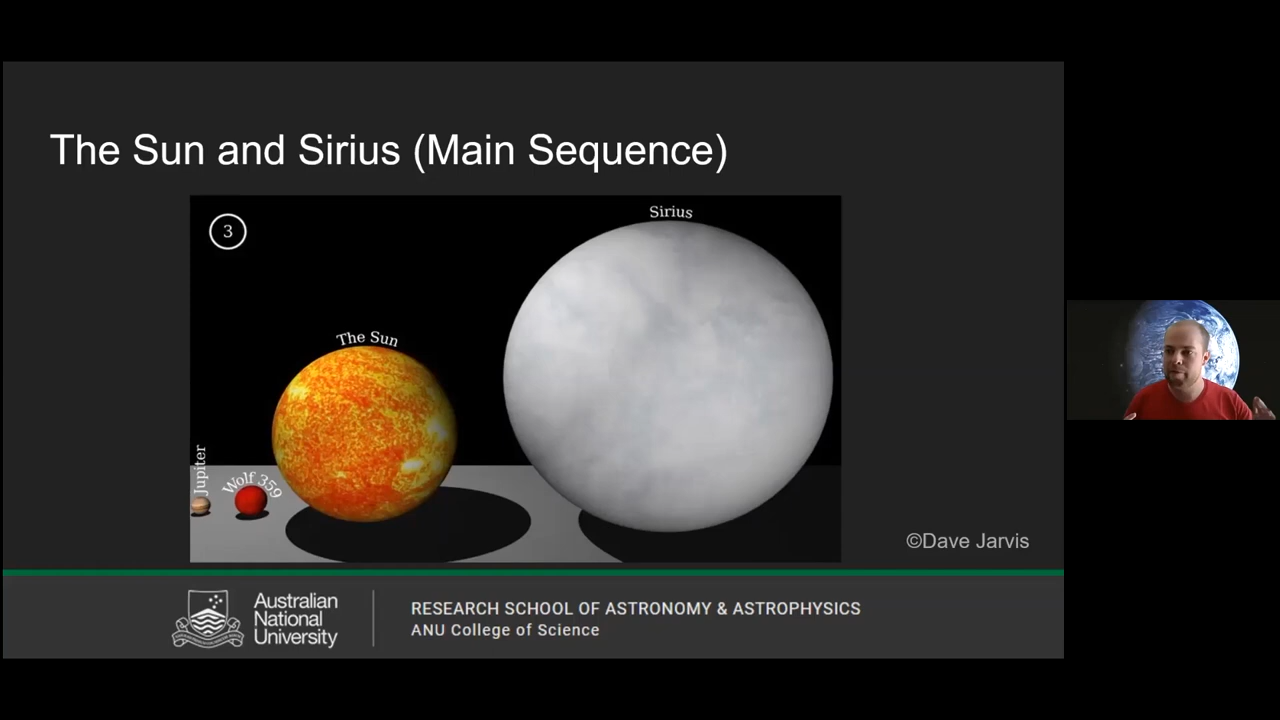 The Sun and Sirius (Main Sequence)
3
Sirius
The Sun
Jupiter
Wolf 359
©Dave Jarvis
Australian
National
University
RESEARCH SCHOOL OF ASTRONOMY & ASTROPHYSICS
ANU College of Science